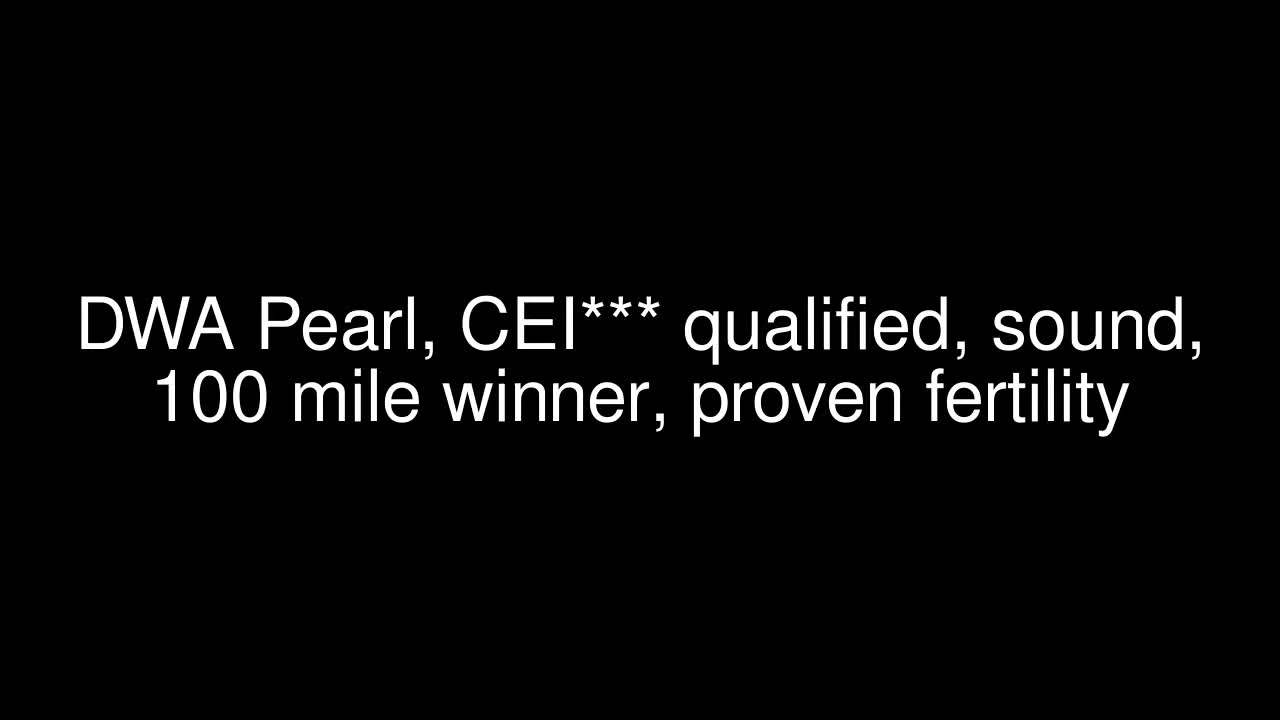 DWA Pearl, CEI*** qualified, sound,
100 mile winner, proven fertility